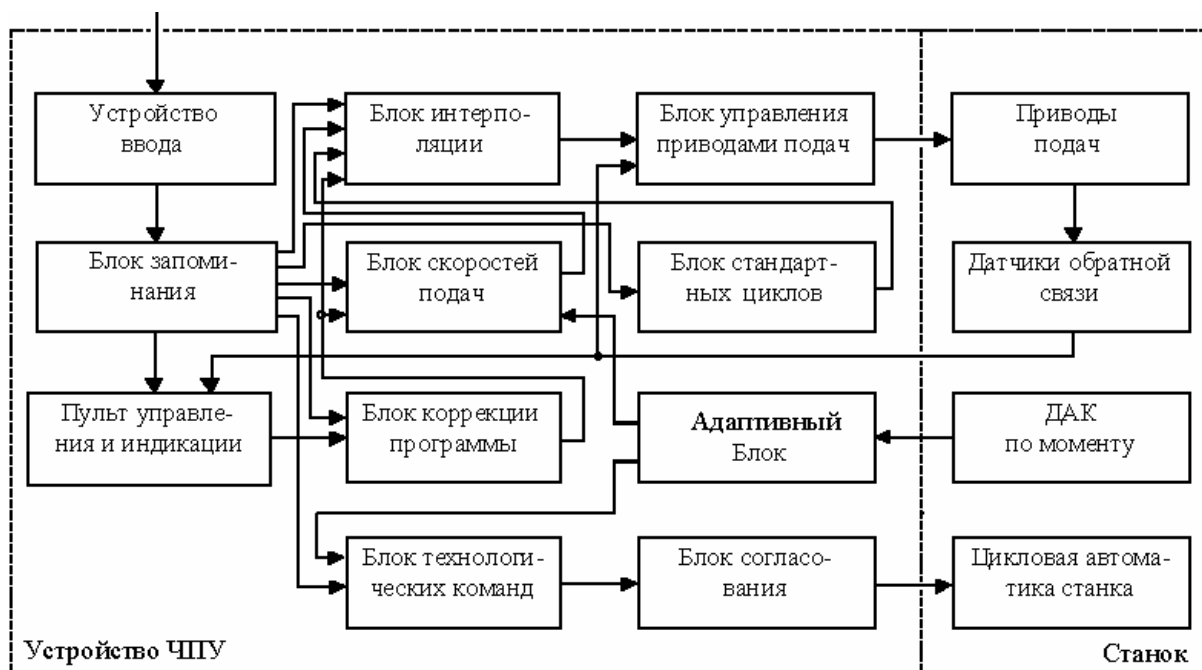 Устройство
ввода
Блок интерпо-
ляции
Блок управления
приводами подач
Приводы
подач
Блок запоми-
нания
Блок скоростей
подач
Блок стандарт-
ных циклов
Датчики обратной
связи
Пульт управле-
ния и индикации
Блок коррекции
программы
Адаптивный
Блок
ДАК
по моменту
Блок технологи-
ческих команд
Блок согласо-
вания
Цикловая автома-
тика станка
Устройство ЧПУ
Станок